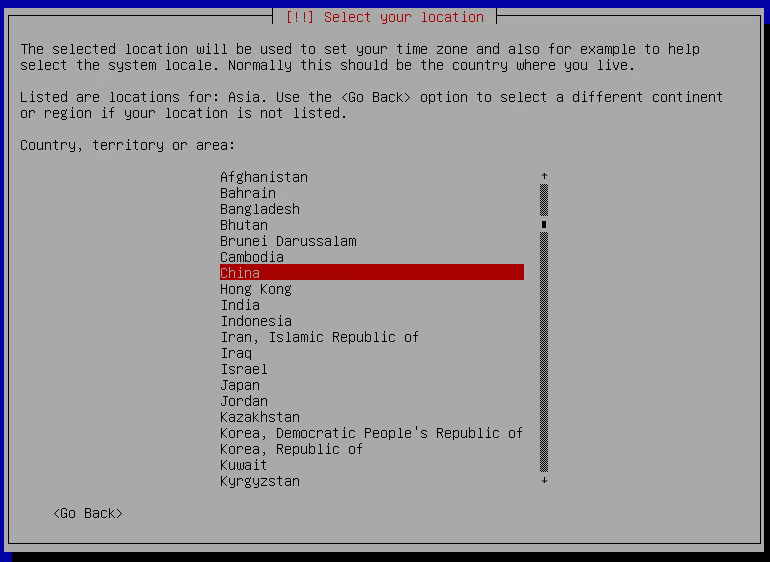 [!!] Select your location
The selected location will be used to set your time zone and also for example to help
select the system locale. Normally this should be the country where you live.
Listed are locations for: Asia. Use the <Go Back> option to select a different continent
or region if your location is not listed.
Country, territory or area:
Afghanistan
Bahrain
Bangladesh
Bhutan
Brunei Darussalam
Cambodia
China
Hong Kong
India
Indonesia
Iran, Islamic Republic of
Iraq
Israel
Japan
Jordan
Kazakhstan
Korea, Democratic People's Republic of
Korea, Republic of
Kuwait
Kyrgyzstan
<Go Back>